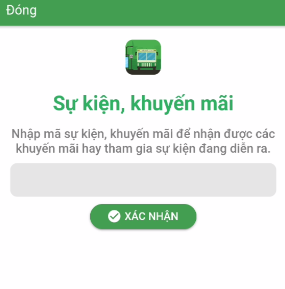 Đóng
Sự kiện, khuyến mãi
Nhập mã sự kiện, khuyến mãi để nhận được các
khuyến mãi hay tham gia sự kiện đang diễn ra.
XÁC NHẬN